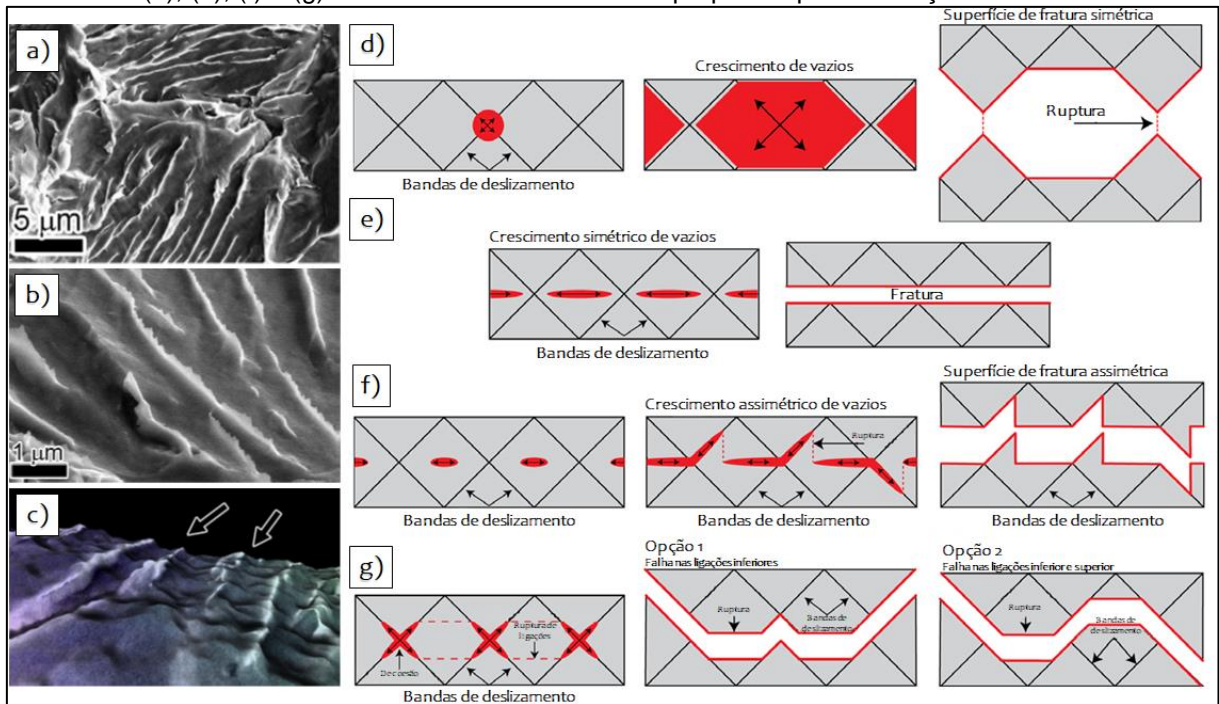 a)
5 µm
b)
1 µm
c)
d)
Bandas de deslizamento
Crescimento de vazios
Superfície de fratura simétrica
Ruptura
e)
Crescimento simétrico de vazios
Bandas de deslizamento
Fratura
f)
Bandas de deslizamento
Crescimento assimétrico de vazios
Ruptura
Bandas de deslizamento
Superfície de fratura assimétrica
Bandas de deslizamento
g)
Ruptura de
ligações
Decoesão
Bandas de deslizamento
Opção 1
Falha nas ligações inferiores
Ruptura
Bandas de
deslizamento
Opção 2
Falha nas ligações inferior e superior
Ruptura
Bandas de
deslizamento